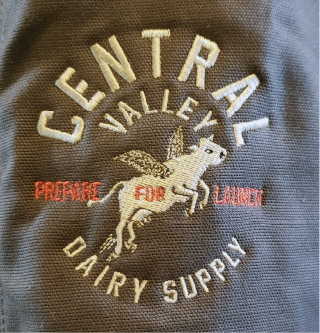 CENTRAL
VALLEY
PREPARE FOR LAUNCH
DAIRY SUPPLY